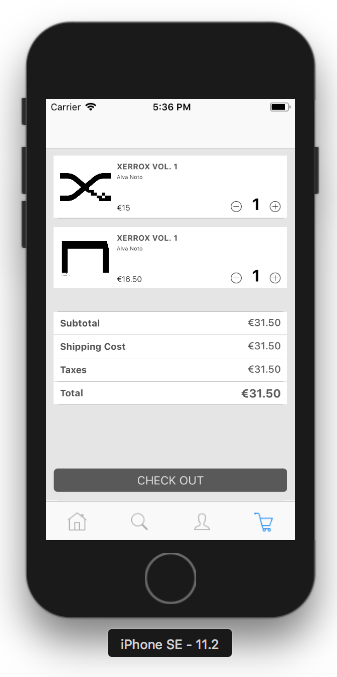 Carrier 5:36 PM
XERROX VOL. 1
Alva Noto
€15 1
XERROX VOL. 1
Alva Noto
€16.50 1
Subtotal €31.50
Shipping Cost €31.50
Taxes €31.50
Total €31.50
CHECK OUT
iPhone SE - 11.2